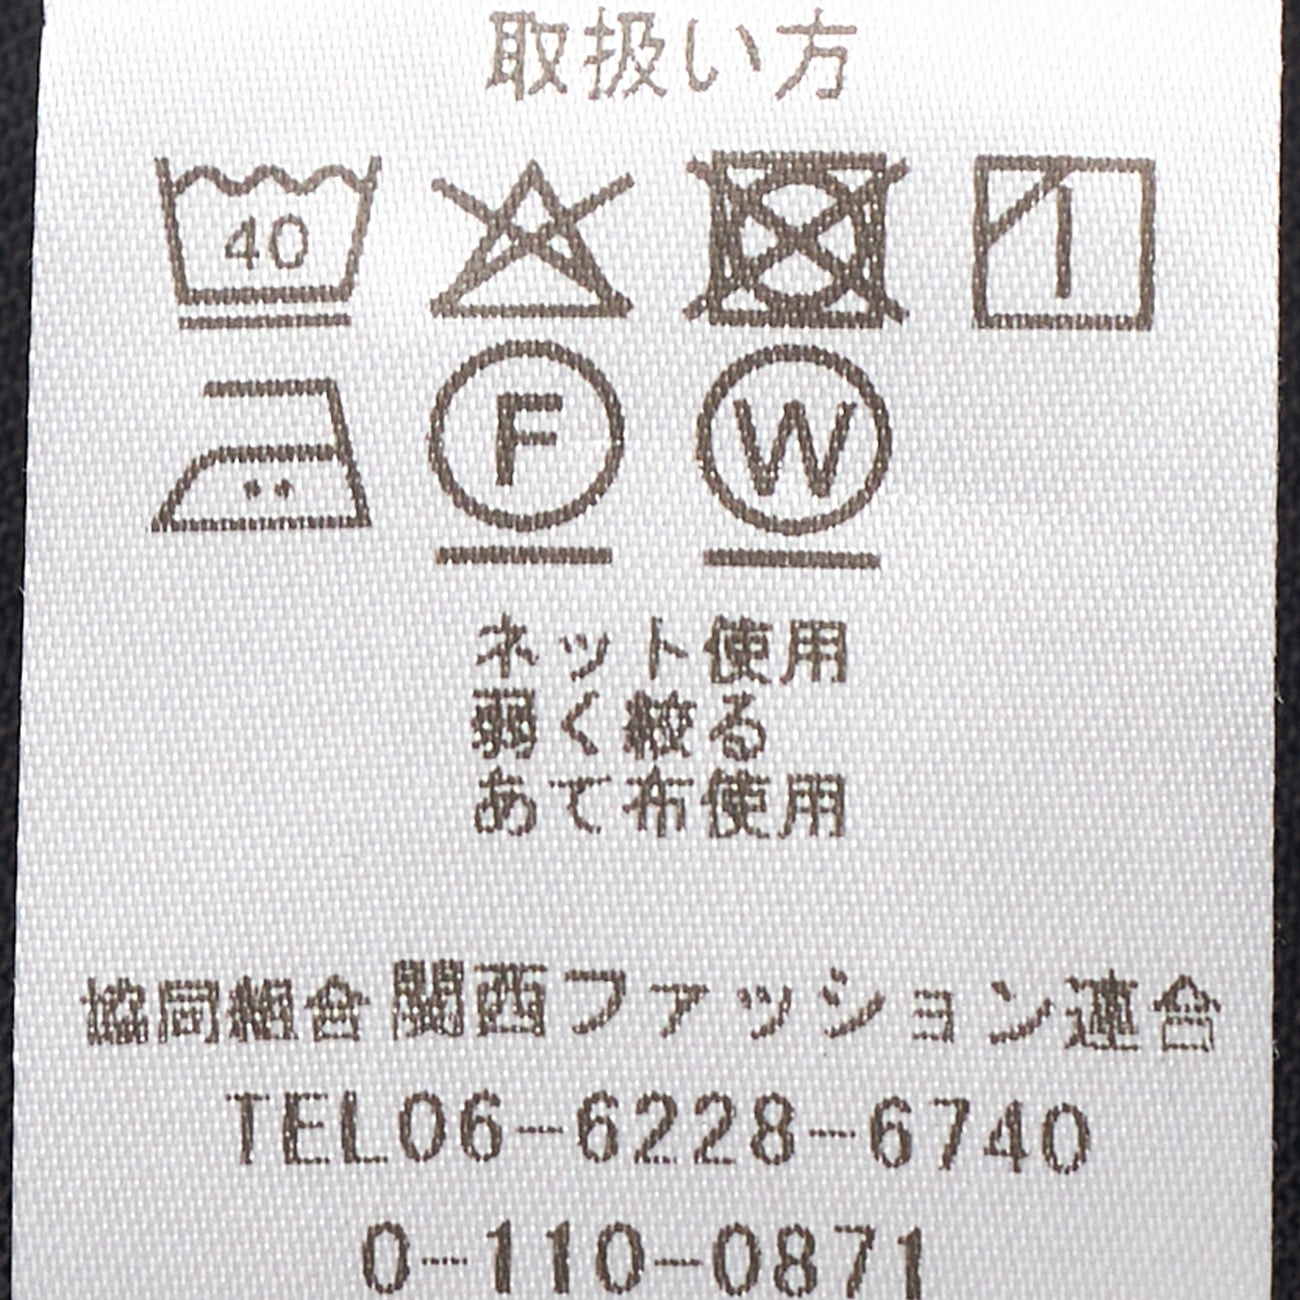 取扱い方
40
F W
ネット使用
弱く絞る
あて布使用
協同組合関西ファッション連合
TEL06-6228-6740
0-110-0871